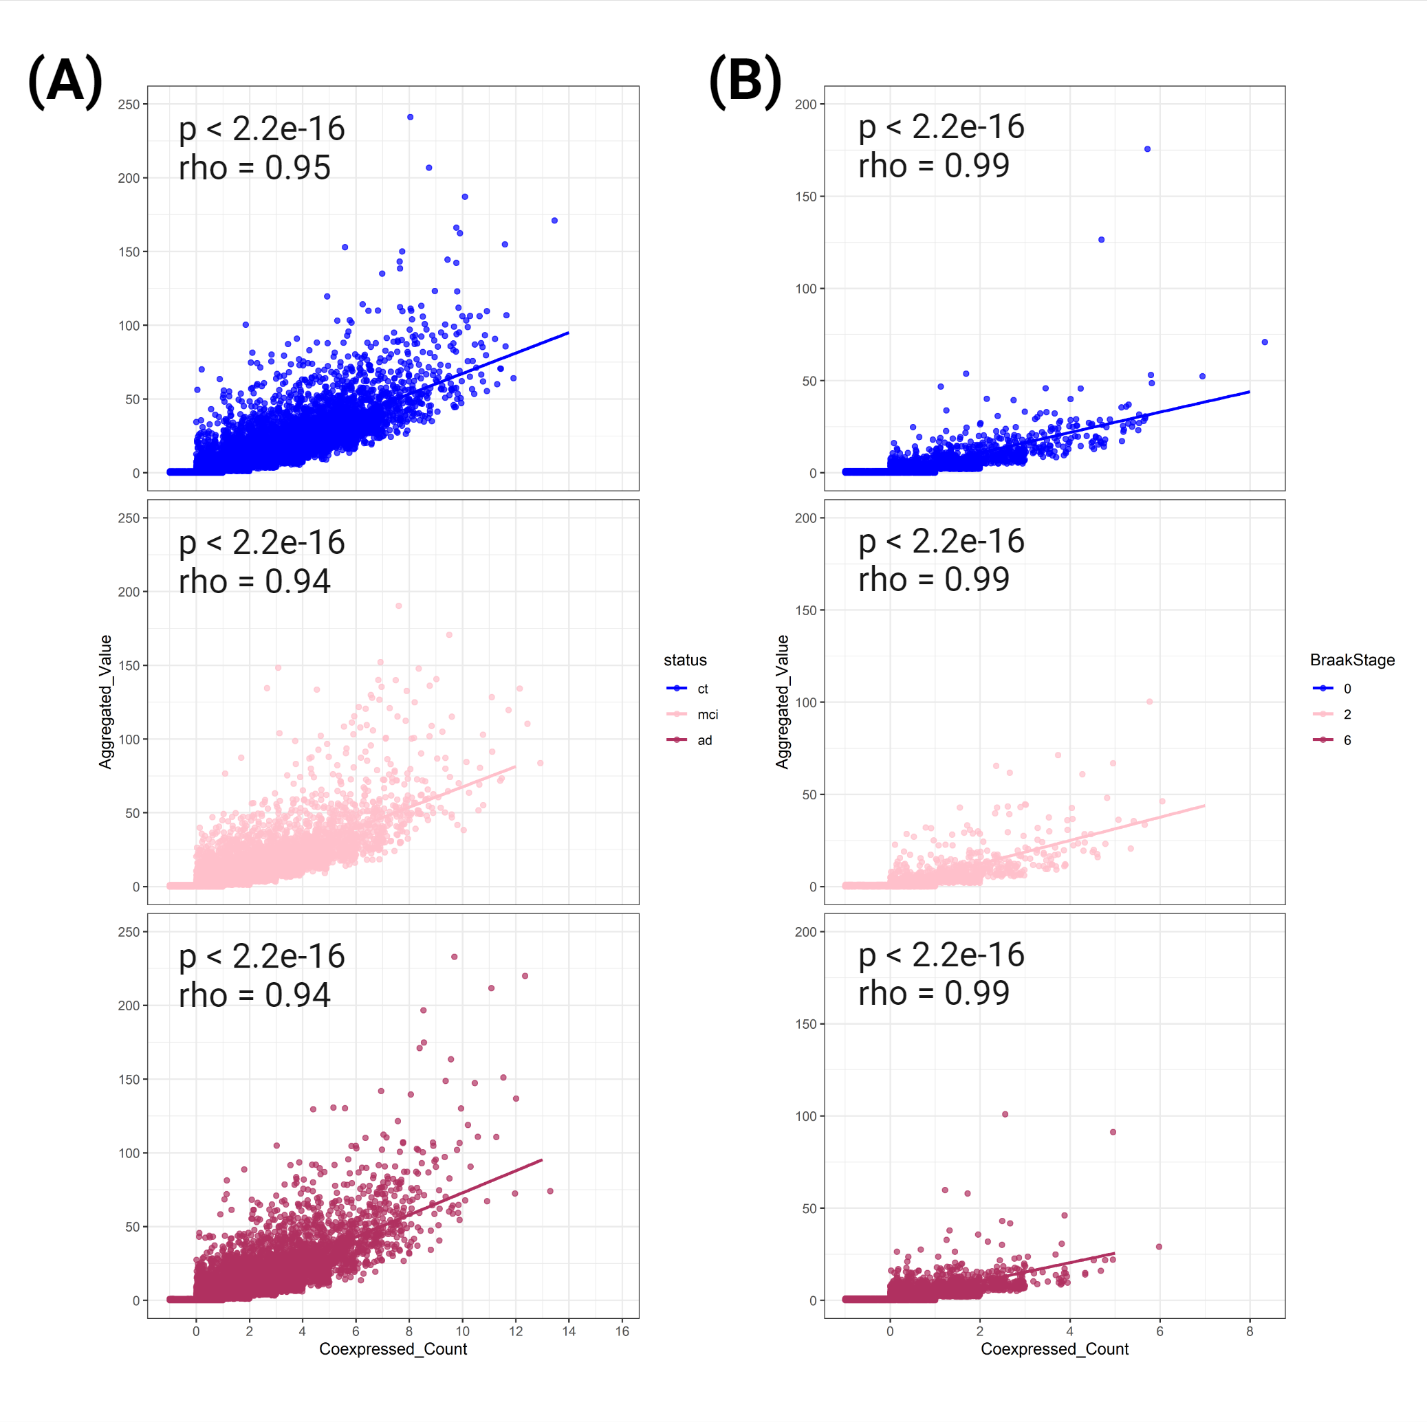 (A)
250
200
150
100
50
0
p < 2.2e-16
rho = 0.95
250
200
150
100
50
0
p < 2.2e-16
rho = 0.94
250
200
150
100
50
0
p < 2.2e-16
rho = 0.94
Aggregated_Value
0 2 4 6 8 10 12 14 16
Coexpressed_Count
status
ct
mci
ad
(B)
200
150
100
50
0
p < 2.2e-16
rho = 0.99
200
150
100
50
0
p < 2.2e-16
rho = 0.99
200
150
100
50
0
p < 2.2e-16
rho = 0.99
Aggregated_Value
0 2 4 6 8
Coexpressed_Count
BraakStage
0
2
6